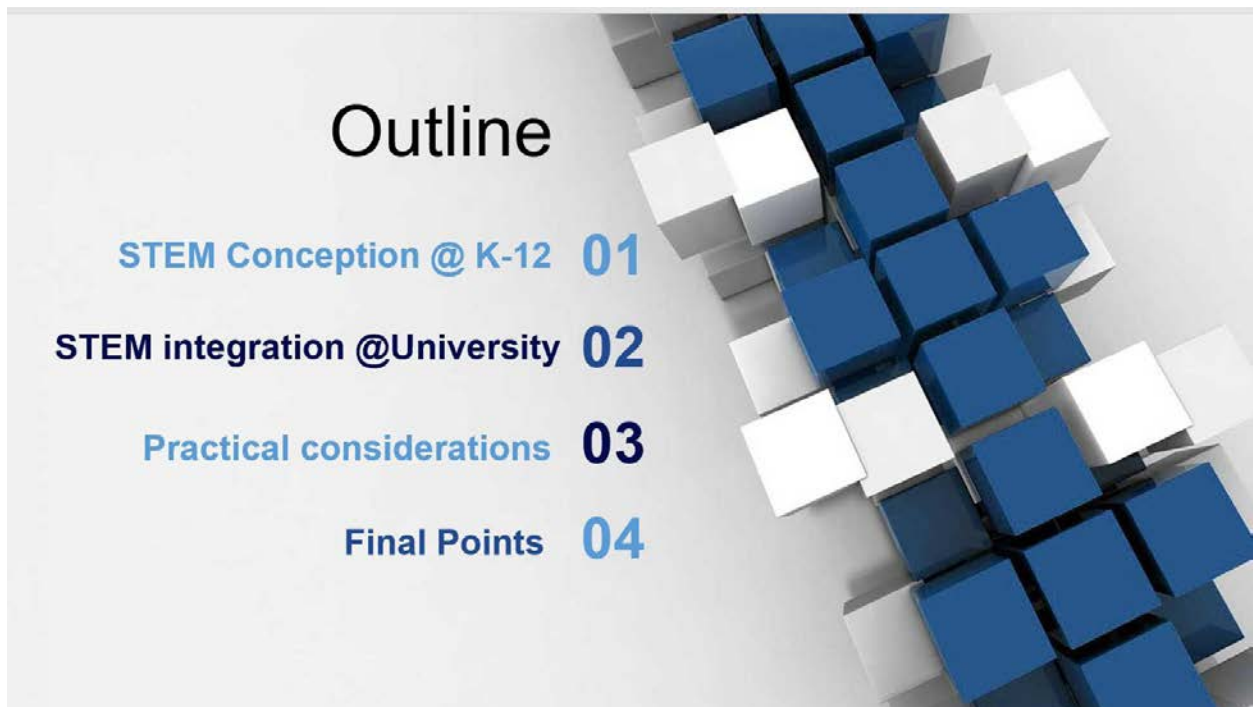 Outline
STEM Conception @ K-12 01
STEM integration @University 02
Practical considerations 03
Final Points 04